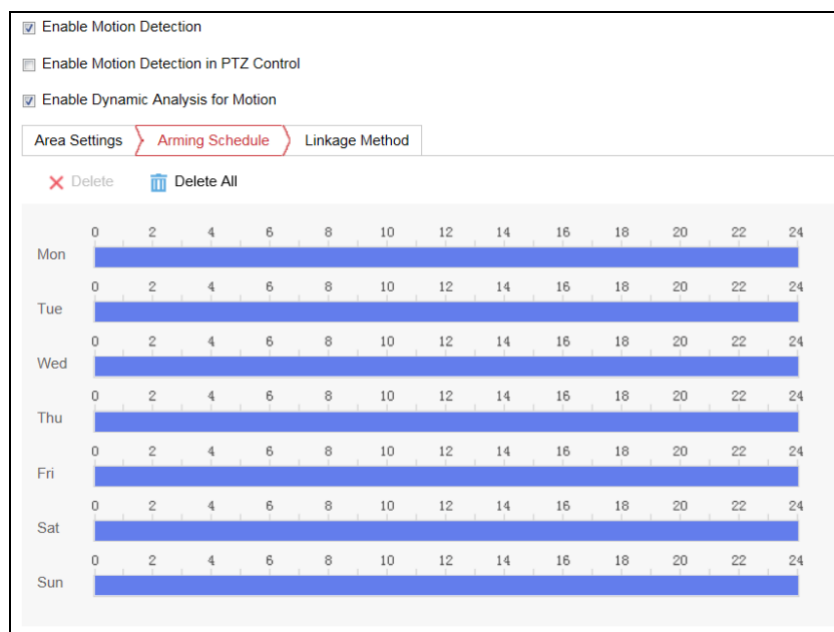 Enable Motion Detection
Enable Motion Detection in PTZ Control
Enable Dynamic Analysis for Motion
Area Settings Arming Schedule Linkage Method
Delete Delete All
0 2 4 6 8 10 12 14 16 18 20 22 24
Mon
0 2 4 6 8 10 12 14 16 18 20 22 24
Tue
0 2 4 6 8 10 12 14 16 18 20 22 24
Wed
0 2 4 6 8 10 12 14 16 18 20 22 24
Thu
0 2 4 6 8 10 12 14 16 18 20 22 24
Fri
0 2 4 6 8 10 12 14 16 18 20 22 24
Sat
0 2 4 6 8 10 12 14 16 18 20 22 24
Sun